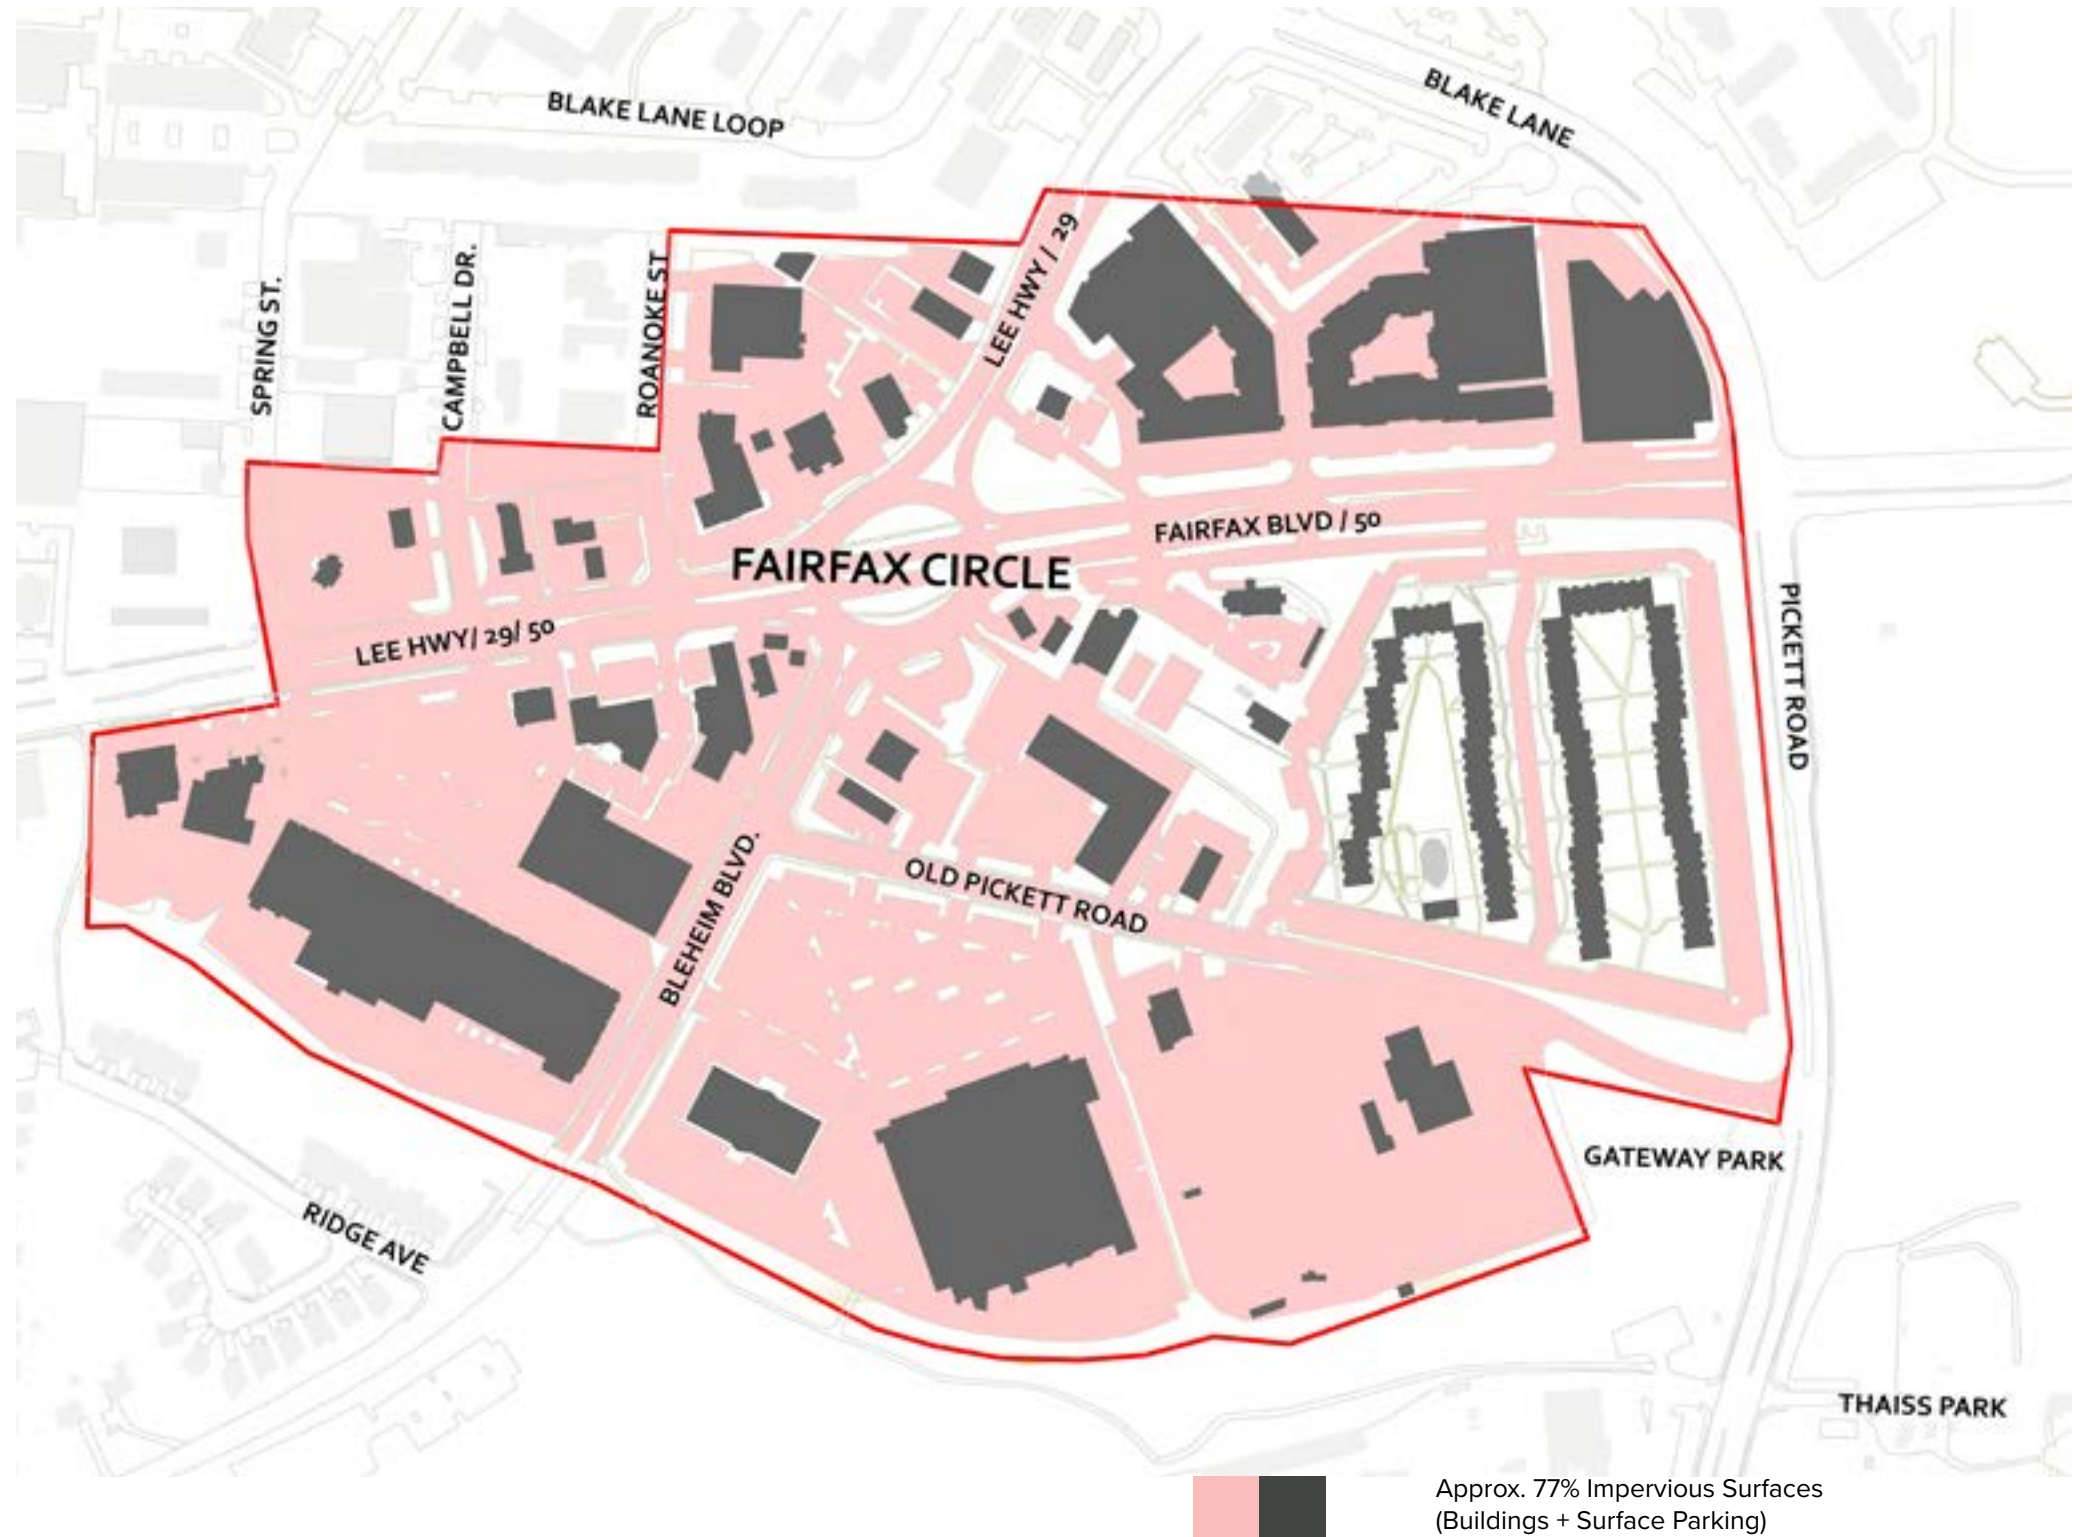 BLAKE LANE LOOP
BLAKE LANE
LEE HWY / 29
SPRING ST.
CAMPBELL DR.
ROANOKE ST
FAIRFAX BLVD / 50
FAIRFAX CIRCLE
LEE HWY/ 29/ 50
PICKETT ROAD
BLEHEIM BLVD.
OLD PICKETT ROAD
GATEWAY PARK
RIDGE AVE
THAISS PARK
Approx. 77% Impervious Surfaces
(Buildings + Surface Parking)